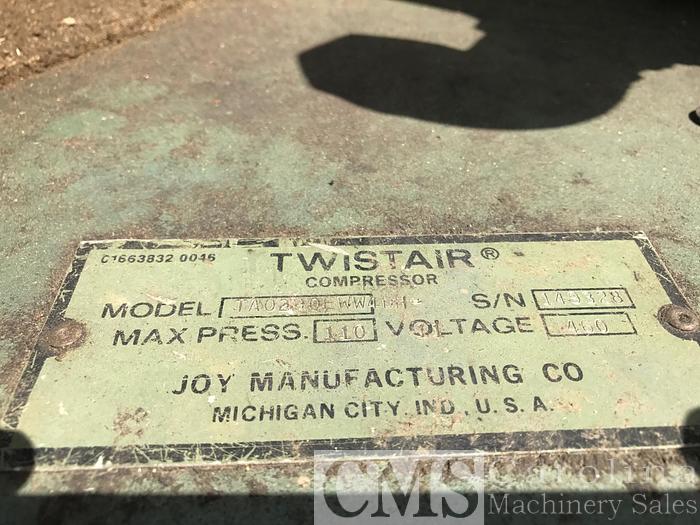 C1663832 0046
TWISTAIR®
COMPRESSOR
MODEL S/N 149328
MAX PRESS. 110 VOLTAGE 460
JOY MANUFACTURING CO
MICHIGAN CITY, IND., U.S.A.
CMS Carolina
Machinery Sales